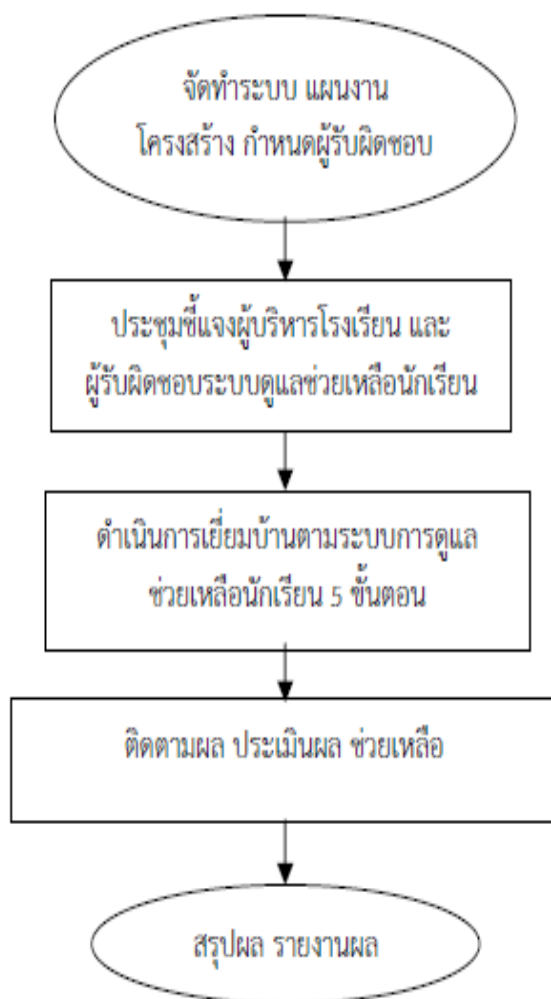 จัดทำระบบ แผนงาน
โครงสร้าง กำหนดผู้รับผิดชอบ
ประชุมชี้แจงผู้บริหารโรงเรียน และ
ผู้รับผิดชอบระบบดูแลช่วยเหลือนักเรียน
ดำเนินการเยี่ยมบ้านตามระบบการดูแล
ช่วยเหลือนักเรียน 5 ขั้นตอน
ติดตามผล ประเมินผล ช่วยเหลือ
สรุปผล รายงานผล